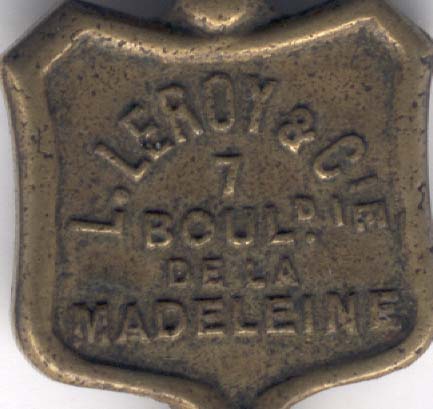 L. LEROY & CIE
7
BOULD.
DE LA
MADELEINE